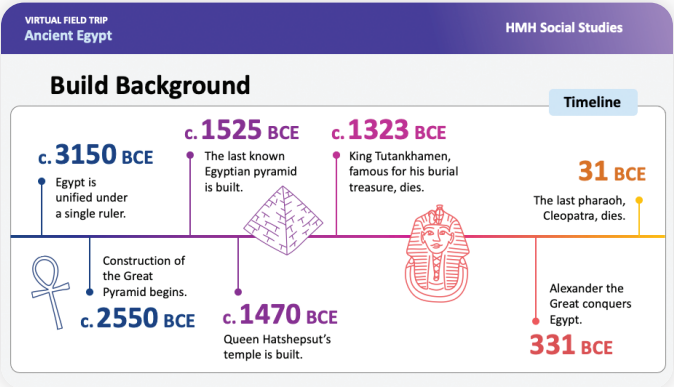 VIRTUAL FIELD TRIP
Ancient Egypt
HMH Social Studies
Build Background
Timeline
c. 3150 BCE
Egypt is
unified under
a single ruler.
Construction of
the Great
Pyramid begins.
c. 2550 BCE
c. 1525 BCE
The last known
Egyptian pyramid
is built.
c. 1470 BCE
Queen Hatshepsut's
temple is built.
c. 1323 BCE
King Tutankhamen,
famous for his burial
treasure, dies.
Alexander the
Great conquers
Egypt.
331 BCE
31 BCE
The last pharaoh,
Cleopatra, dies.